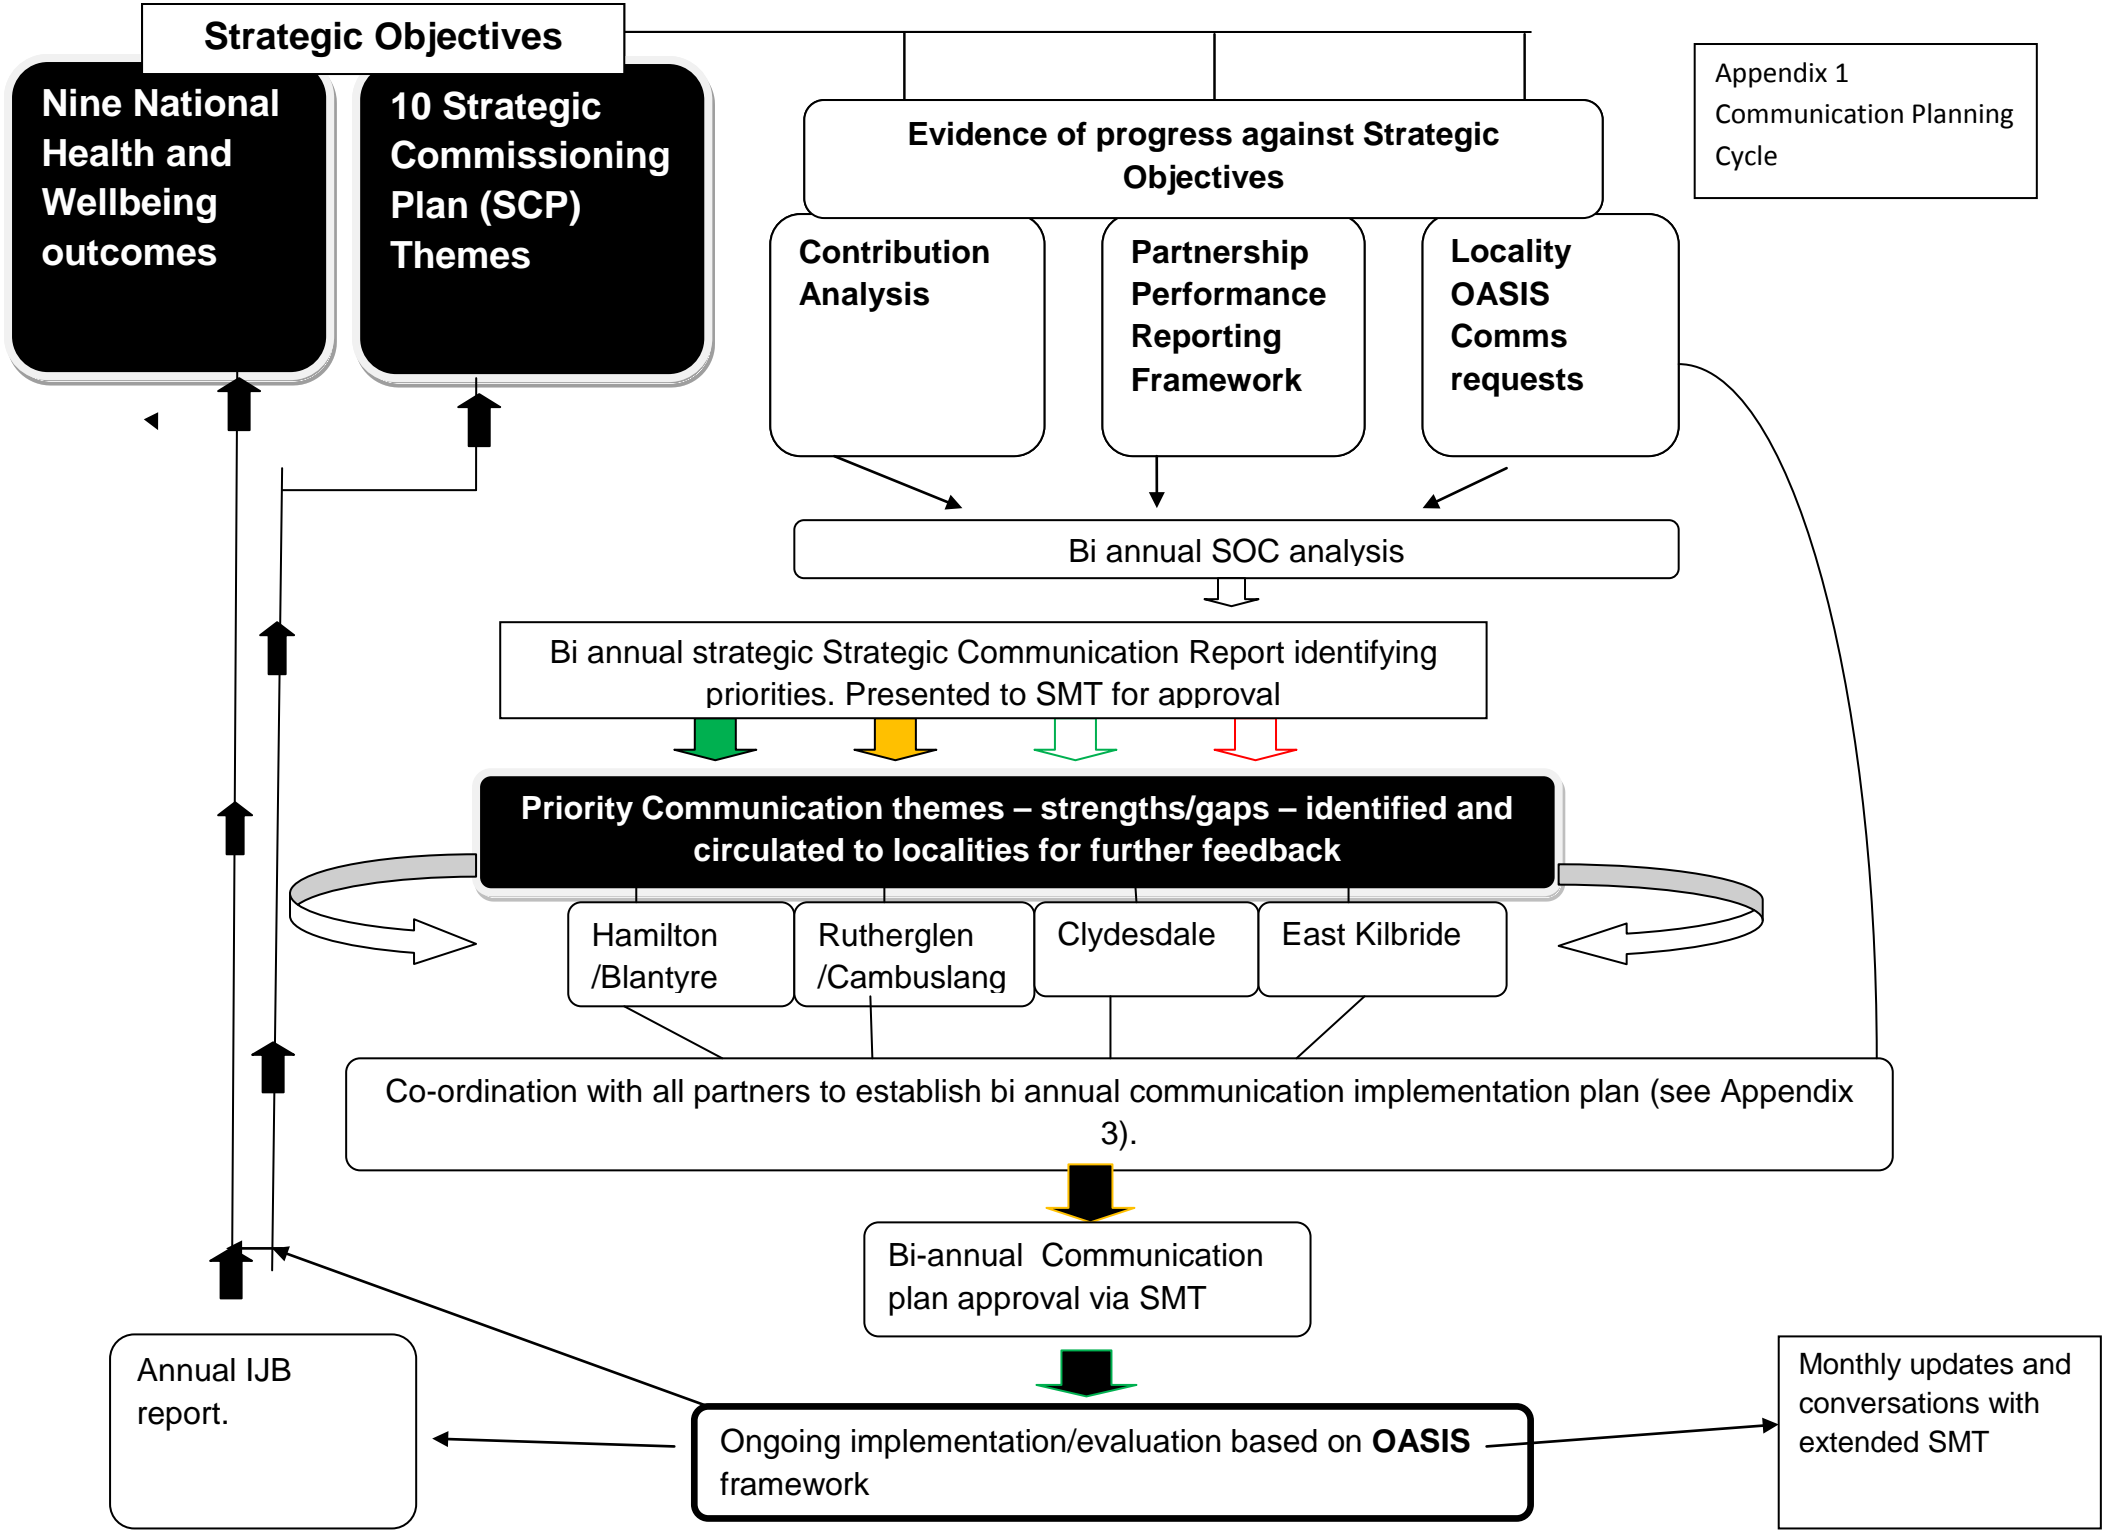 Strategic Objectives
Nine National
Health and
Wellbeing
outcomes
10 Strategic
Commissioning
Plan (SCP)
Themes
Appendix 1
Communication Planning
Cycle
Evidence of progress against Strategic
Objectives
Contribution
Analysis
Partnership
Performance
Reporting
Framework
Locality
OASIS
Comms
requests
Bi annual SOC analysis
Bi annual strategic Strategic Communication Report identifying
priorities. Presented to SMT for approval
Priority Communication themes – strengths/gaps – identified and
circulated to localities for further feedback
Hamilton
/Blantyre
Rutherglen
/Cambuslang
Clydesdale
East Kilbride
Co-ordination with all partners to establish bi annual communication implementation plan (see Appendix
3).
Bi-annual  Communication
plan approval via SMT
Annual IJB
report.
Ongoing implementation/evaluation based on OASIS
framework
Monthly updates and
conversations with
extended SMT